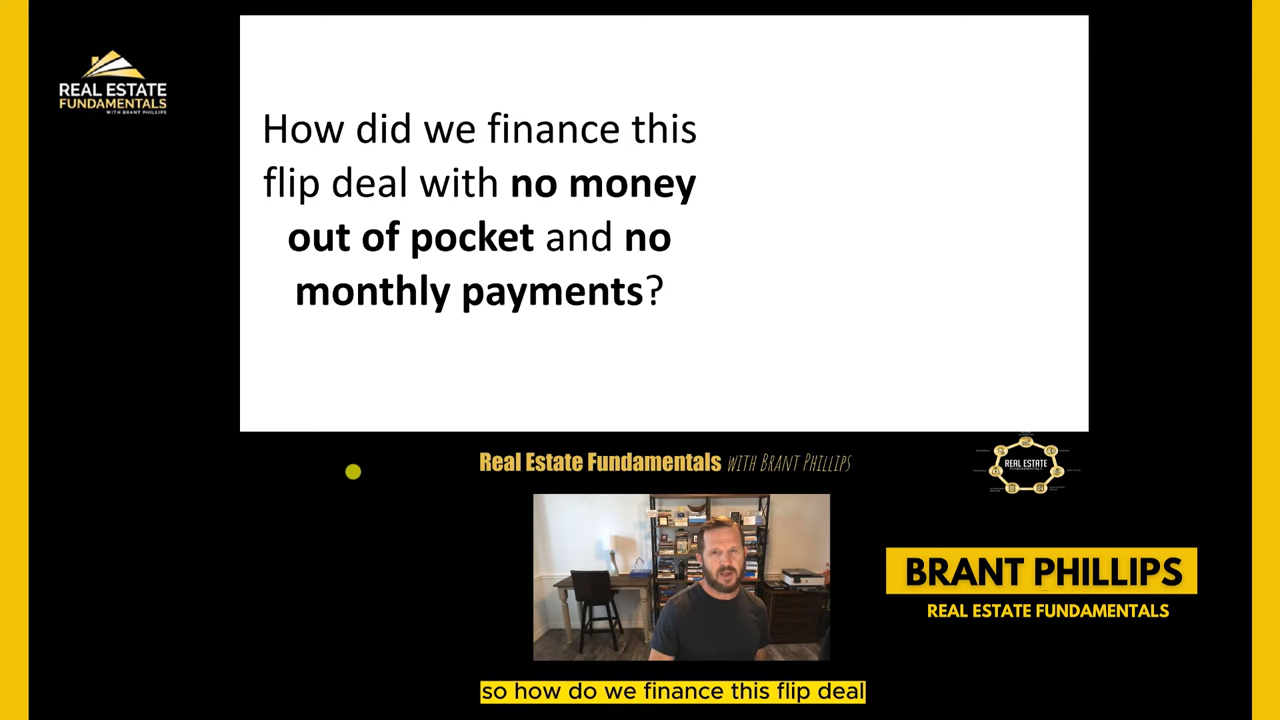 REAL ESTATE
FUNDAMENTALS
WITH BRANT PHILLIPS
How did we finance this
flip deal with no money
out of pocket and no
monthly payments?
Real Estate Fundamentals WITH BRANT PHILLIPS
REAL ESTATE
FUNDAMENTALS
BRANT PHILLIPS
REAL ESTATE FUNDAMENTALS
so how do we finance this flip deal